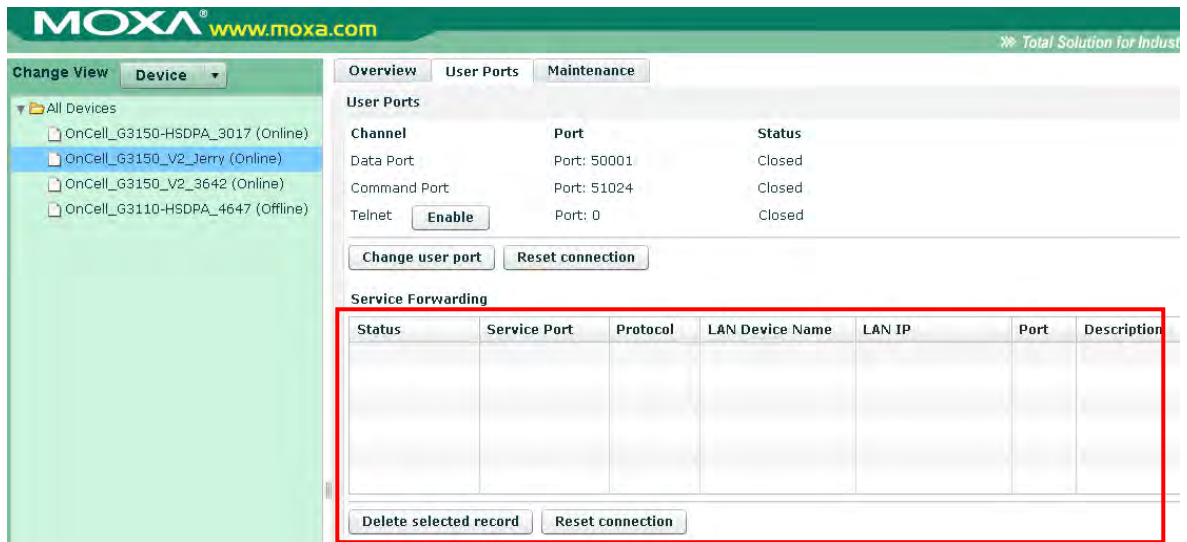 MOXA® www.moxa.com
Total Solution for Indust
Change View Device
All Devices
OnCell_G3150-HSDPA_3017 (Online)
OnCell_G3150_V2_Jerry (Online)
OnCell_G3150_V2_3642 (Online)
OnCell_G3110-HSDPA_4647 (Offline)
Overview User Ports Maintenance
User Ports
Channel Port Status
Data Port Port: 50001 Closed
Command Port Port: 51024 Closed
Telnet Enable Port: 0 Closed
Change user port Reset connection
Service Forwarding
Status Service Port Protocol LAN Device Name LAN IP Port Description
Delete selected record Reset connection